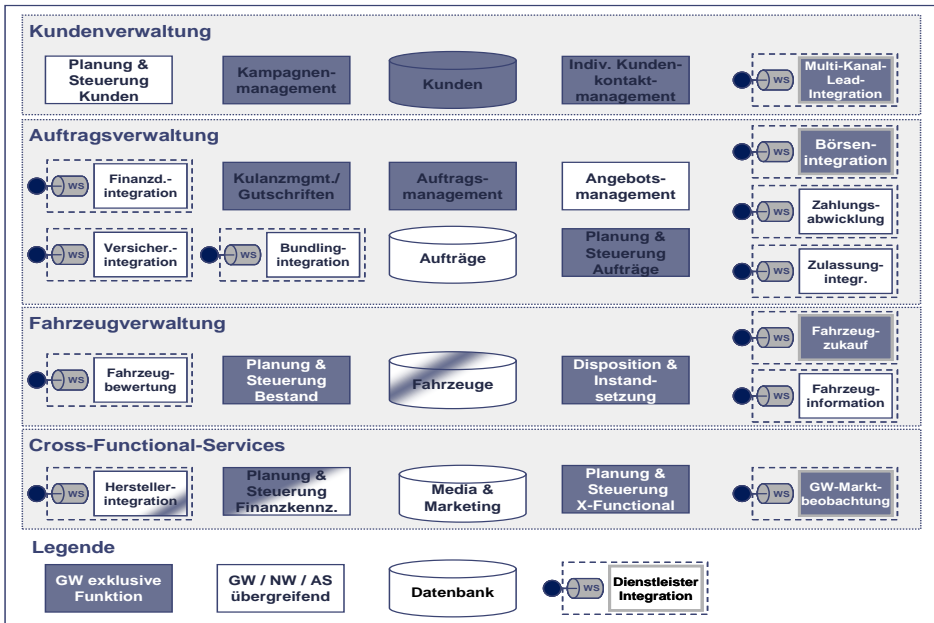 Kundenverwaltung
Planung &
Steuerung
Kunden
Kampagnen-
management
Kunden
Indiv. Kunden-
kontakt-
management
WS
Multi-Kanal-
Lead-
Integration
Auftragsverwaltung
WS
Finanzd.-
integration
Kulanzmgmt./
Gutschriften
Auftrags-
management
Angebots-
management
WS
Börsen-
integration
WS
Zahlungs-
abwicklung
WS
Versicher.-
integration
WS
Bundling-
integration
Aufträge
Planung &
Steuerung
Aufträge
WS
Zulassung-
integr.
Fahrzeugverwaltung
WS
Fahrzeug-
bewertung
Planung &
Steuerung
Bestand
Fahrzeuge
Disposition &
Instand-
setzung
WS
Fahrzeug-
zukauf
WS
Fahrzeug-
information
Cross-Functional-Services
WS
Hersteller-
integration
Planung &
Steuerung
Finanzkennz.
Media &
Marketing
Planung &
Steuerung
X-Functional
WS
GW-Markt-
beobachtung
Legende
GW exklusive
Funktion
GW / NW / AS
übergreifend
Datenbank
WS
Dienstleister
Integration